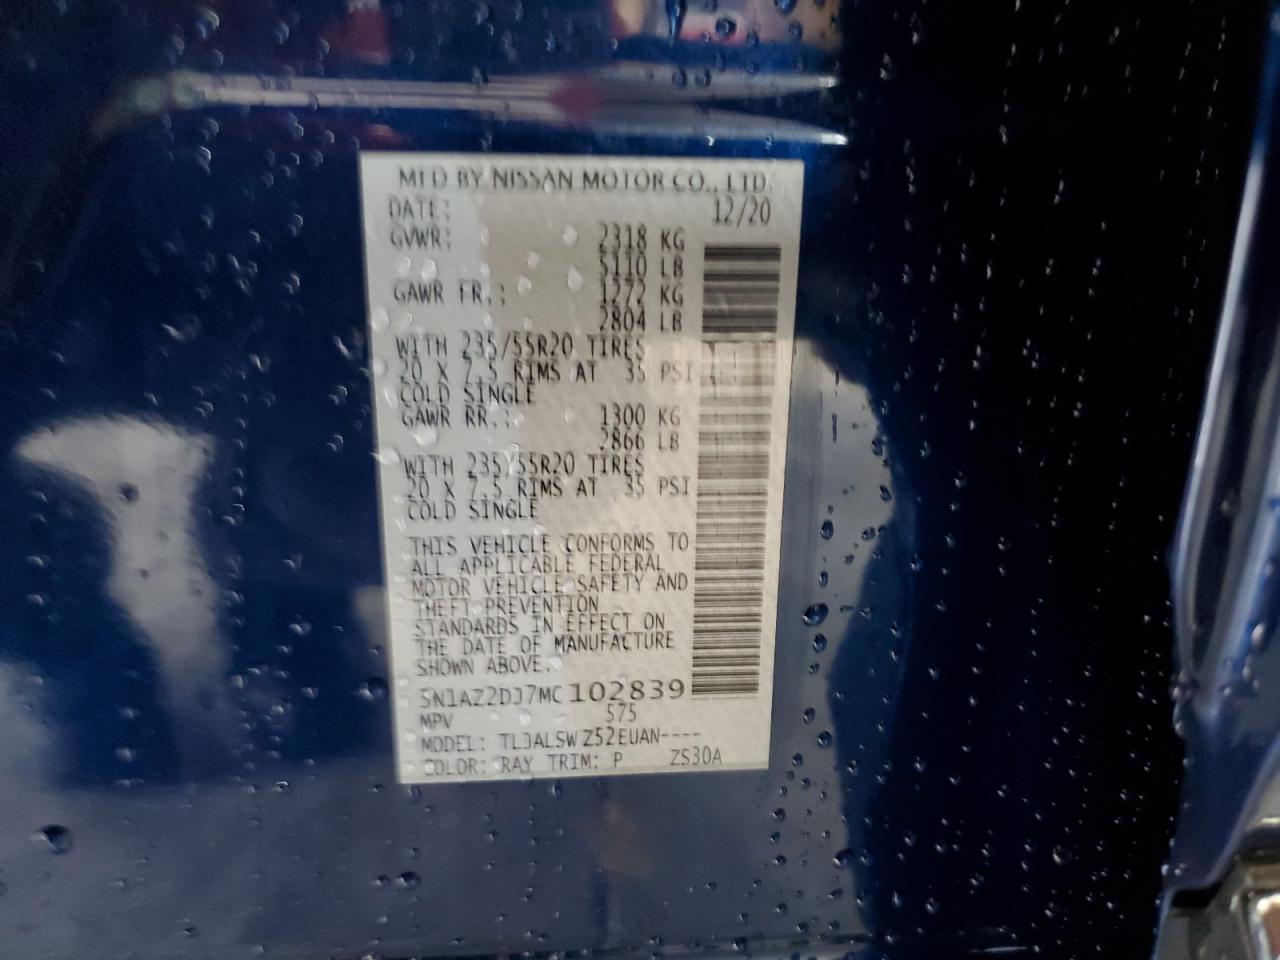 MFD BY NISSAN MOTOR CO., LTD.
DATE: 12/20
GVWR: 2318 KG
5110 LB
GAWR FR.: 1272 KG
2804 LB
WITH 235/55R20 TIRES
20 X 7.5 RIMS AT 35 PSI
COLD SINGLE
GAWR RR.: 1300 KG
2866 LB
WITH 235/55R20 TIRES
20 X 7.5 RIMS AT 35 PSI
COLD SINGLE
THIS VEHICLE CONFORMS TO
ALL APPLICABLE FEDERAL
MOTOR VEHICLE SAFETY AND
THEFT PREVENTION
STANDARDS IN EFFECT ON
THE DATE OF MANUFACTURE
SHOWN ABOVE.
5N1AZ2DJ7MC102839
MPV 575
MODEL: TL3ALSWZ52EUAN----
COLOR: RAY TRIM: P ZS30A